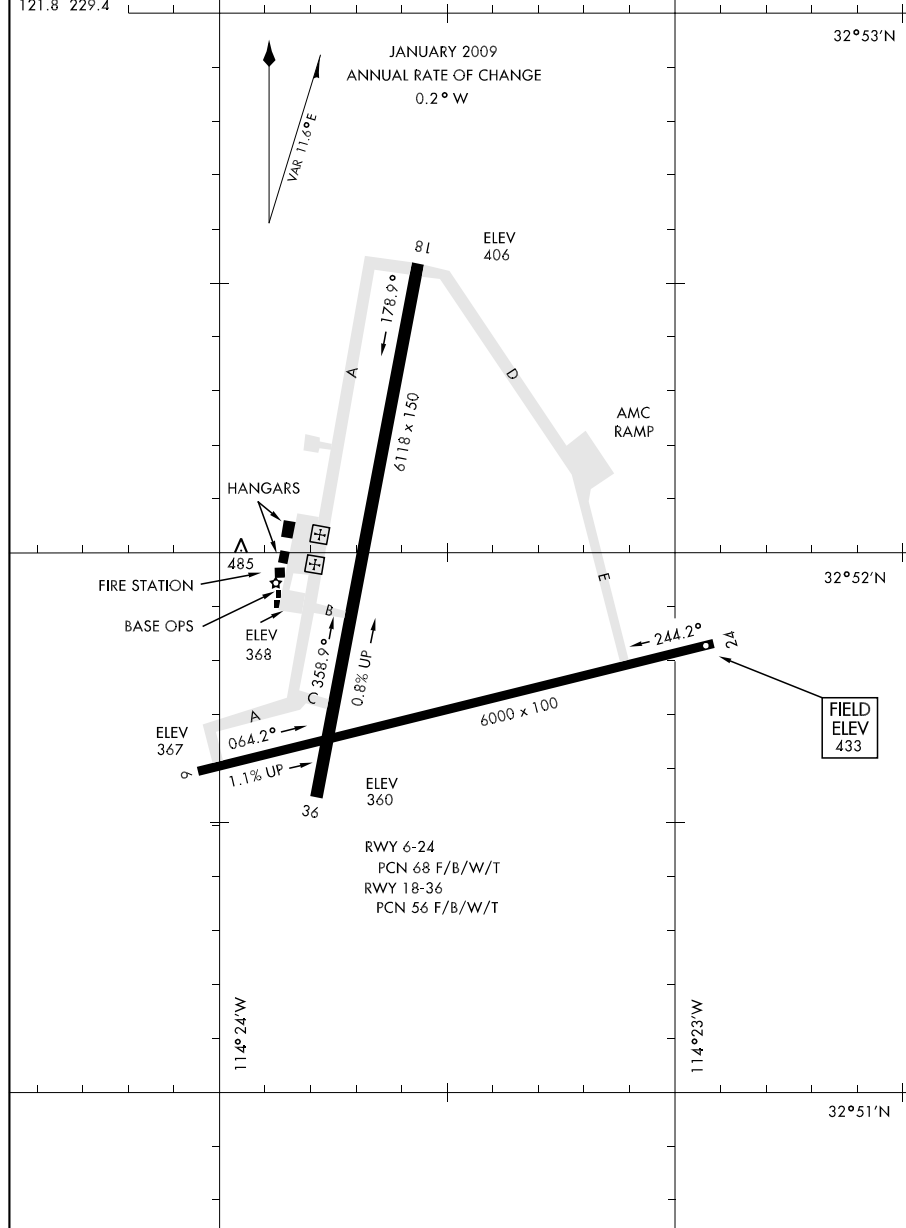 121.8 229.4
32°53'N
JANUARY 2009
ANNUAL RATE OF CHANGE
0.2° W
VAR 11.6° E
18
ELEV
406
178.9°
A
D
6118 x 150
AMC
RAMP
HANGARS
485
FIRE STATION
32°52'N
E
BASE OPS
B
ELEV
368
358.9°
0.8% UP
244.2°
24
C
A
6000 x 100
FIELD
ELEV
433
ELEV
367
064.2°
6
1.1% UP
ELEV
360
36
RWY 6-24
PCN 68 F/B/W/T
RWY 18-36
PCN 56 F/B/W/T
114°24'W
114°23'W
32°51'N